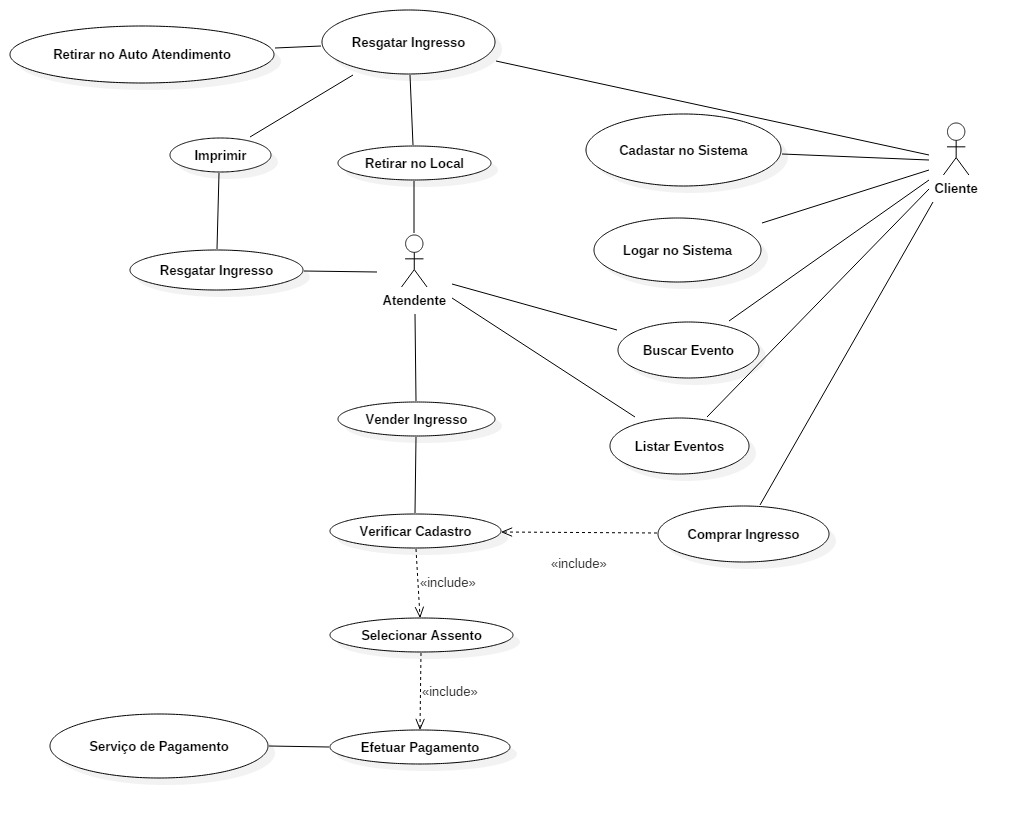 Resgatar Ingresso
Retirar no Auto Atendimento
Cadastar no Sistema
Imprimir
Retirar no Local
Cliente
Logar no Sistema
Resgatar Ingresso
Atendente
Buscar Evento
Vender Ingresso
Listar Eventos
Verificar Cadastro
Comprar Ingresso
«include»
«include»
Selecionar Assento
«include»
Serviço de Pagamento
Efetuar Pagamento